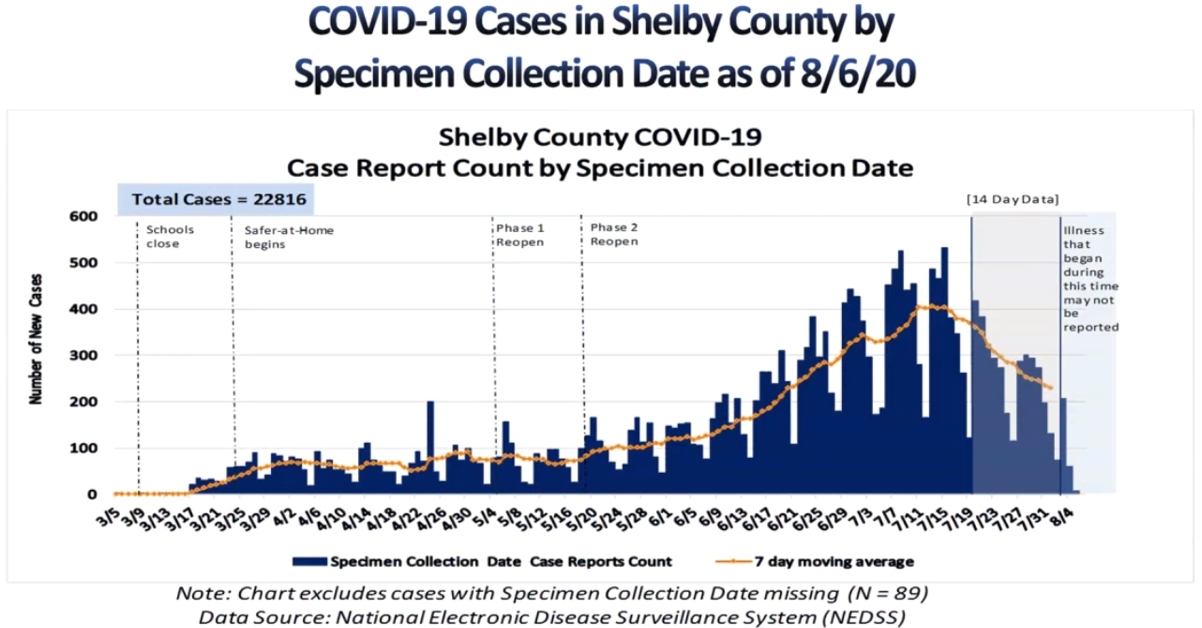 COVID-19 Cases in Shelby County by
Specimen Collection Date as of 8/6/20
Shelby County COVID-19
Case Report Count by Specimen Collection Date
Total Cases = 22816
[14 Day Data]
Number of New Cases
600
500
400
300
200
100
0
Schools
close
Safer-at-Home
begins
Phase 1
Reopen
Phase 2
Reopen
Illness
that
began
during
this time
may not
be
reported
3/5 3/9 3/13 3/17 3/21 3/25 3/29 4/2 4/6 4/10 4/14 4/18 4/22 4/26 4/30 5/4 5/8 5/12 5/16 5/20 5/24 5/28 6/1 6/5 6/9 6/13 6/17 6/21 6/25 6/29 7/3 7/7 7/11 7/15 7/19 7/23 7/27 7/31 8/4
Specimen Collection Date Case Reports Count
7 day moving average
Note: Chart excludes cases with Specimen Collection Date missing (N = 89)
Data Source: National Electronic Disease Surveillance System (NEDSS)